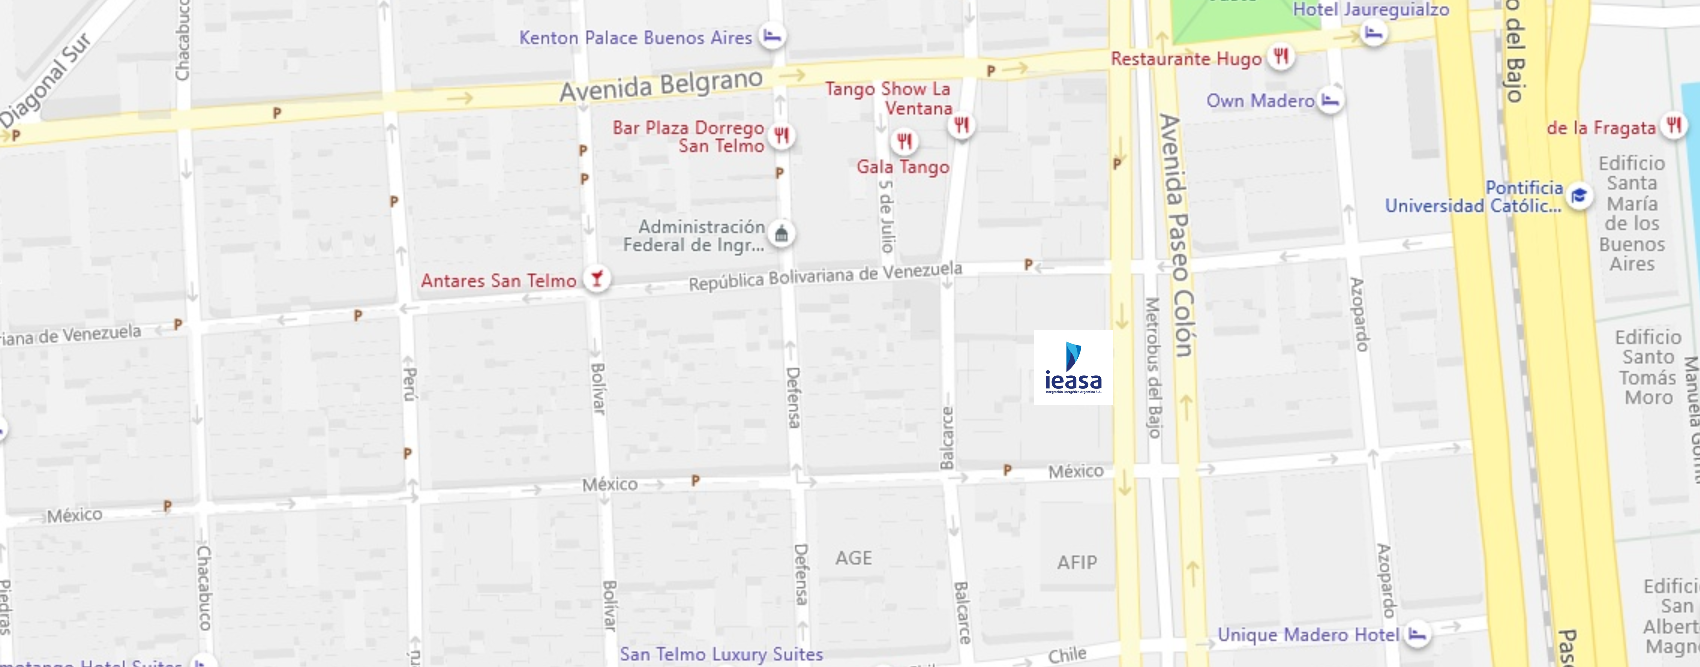 Hotel Jaureguialzo
Kenton Palace Buenos Aires
Diagonal Sur
Chacabuco
o del Bajo
Restaurante Hugo
Avenida Belgrano
P
P
P
Tango Show La
Ventana
Own Madero
Bar Plaza Dorrego
San Telmo
de la Fragata
Gala Tango
P
P
P
P
P
Avenida Paseo Colón
5 de Julio
Edificio
Santa
María
de los
Buenos
Aires
Pontificia
Universidad Católic...
Administración
Federal de Ingr...
Antares San Telmo
República Bolivariana de Venezuela
P
P
P
iana de Venezuela
Metrobus del Bajo
Azopardo
Edificio
Santo
Tomás
Moro
ieasa
Perú
Bolívar
Defensa
Balcarce
P
P
P
P
México
México
México
AGE
AFIP
Piedras
Chacabuco
Bolívar
Defensa
Balcarce
Azopardo
Edifici
San
Albert
Magn
Unique Madero Hotel
San Telmo Luxury Suites
Chile
Hotel Suites
Pas